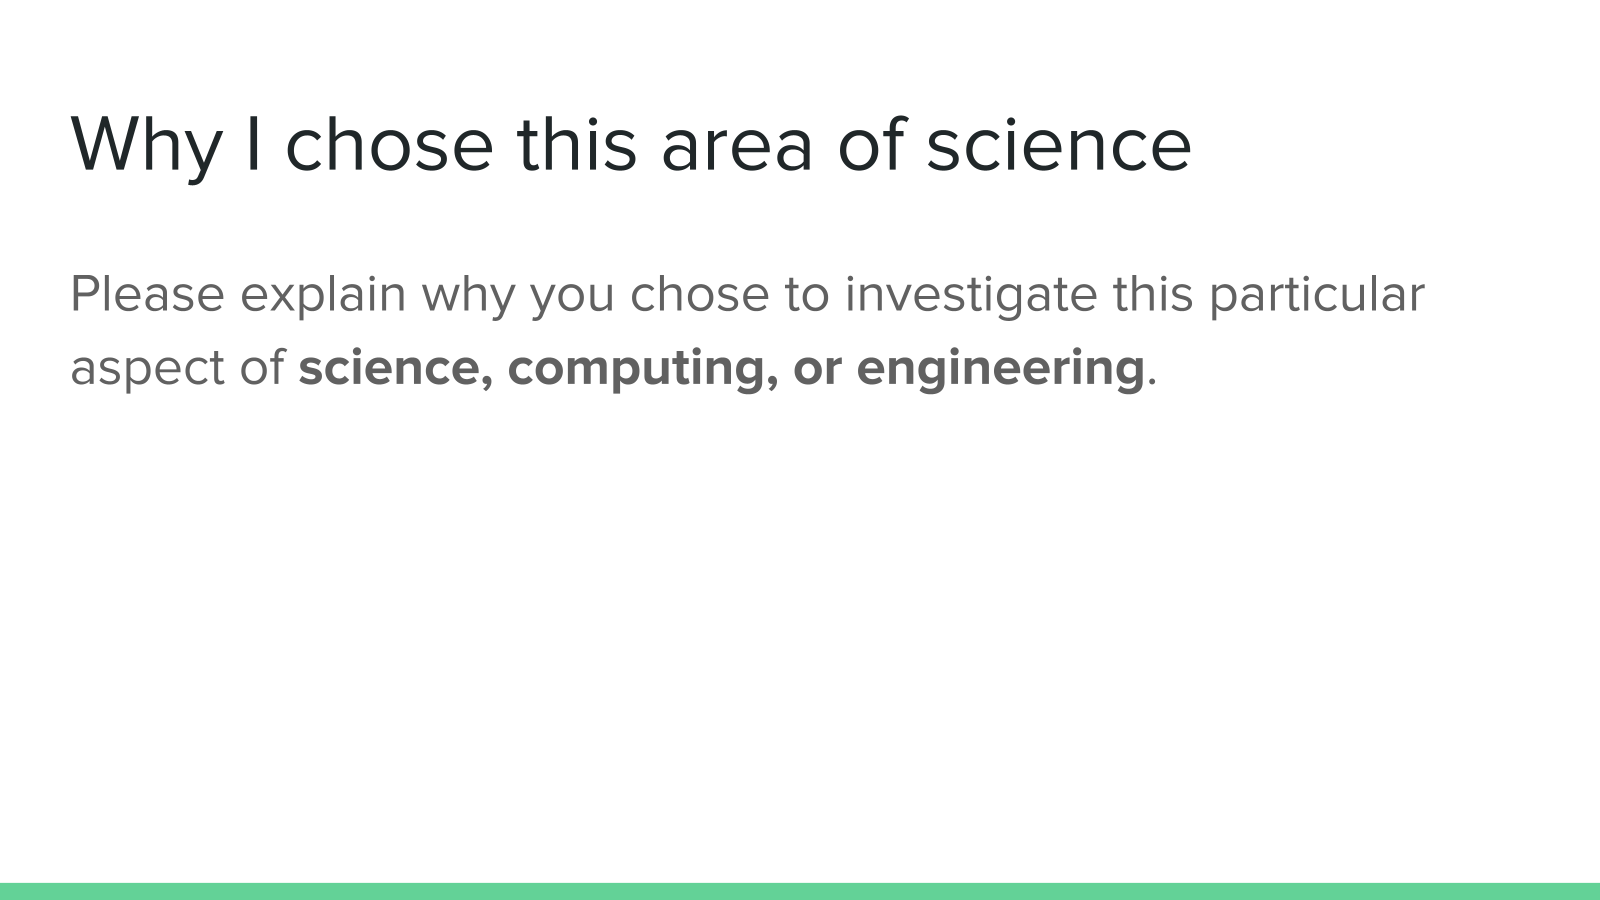 Why I chose this area of science
Please explain why you chose to investigate this particular
aspect of science, computing, or engineering.